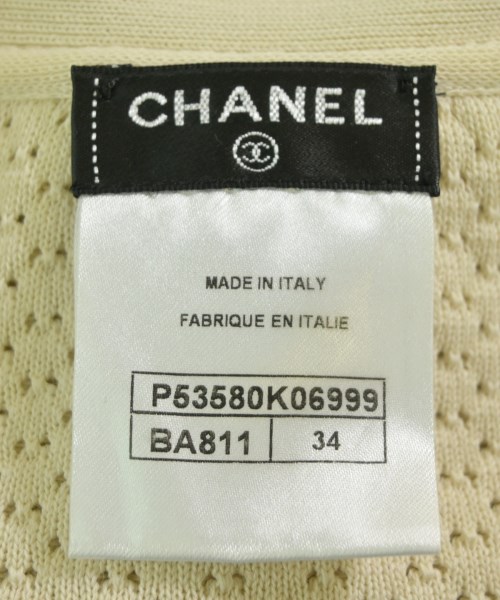 CHANEL
MADE IN ITALY
FABRIQUE EN ITALIE
P53580K06999
BA811 34